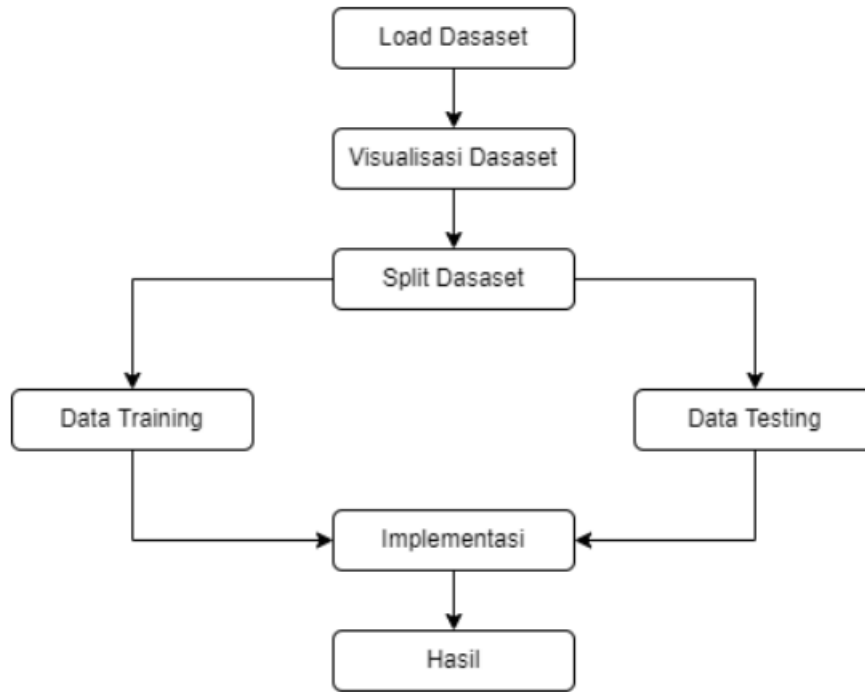 Load Dasaset
Visualisasi Dasaset
Split Dasaset
Data Training
Data Testing
Implementasi
Hasil